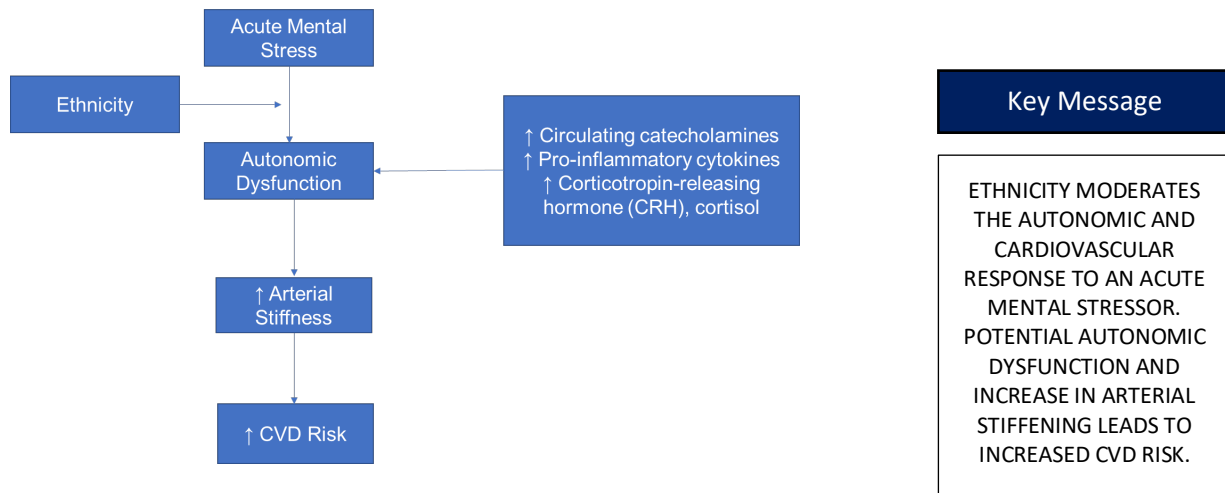 Acute Mental
Stress
Ethnicity
Autonomic
Dysfunction
↑ Circulating catecholamines
↑ Pro-inflammatory cytokines
↑ Corticotropin-releasing
hormone (CRH), cortisol
↑ Arterial
Stiffness
↑ CVD Risk
Key Message
ETHNICITY MODERATES
THE AUTONOMIC AND
CARDIOVASCULAR
RESPONSE TO AN ACUTE
MENTAL STRESSOR.
POTENTIAL AUTONOMIC
DYSFUNCTION AND
INCREASE IN ARTERIAL
STIFFENING LEADS TO
INCREASED CVD RISK.